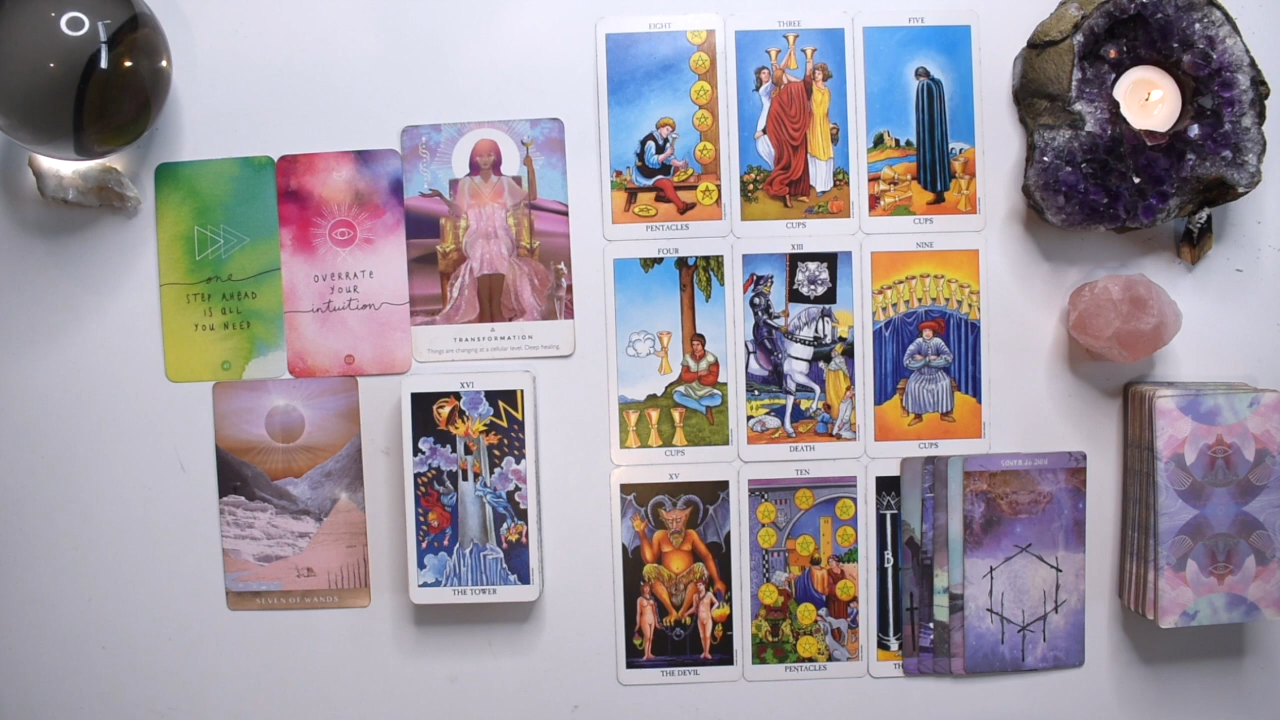 one
STEP AHEAD
IS ALL
YOU NEED
OVERRATE
YOUR
intuition
TRANSFORMATION
Things are changing at a cellular level. Deep healing.
SEVEN OF WANDS
XVI
THE TOWER
EIGHT
PENTACLES
THREE
CUPS
FIVE
CUPS
FOUR
CUPS
XIII
DEATH
NINE
CUPS
XV
THE DEVIL
TEN
PENTACLES
B
TH